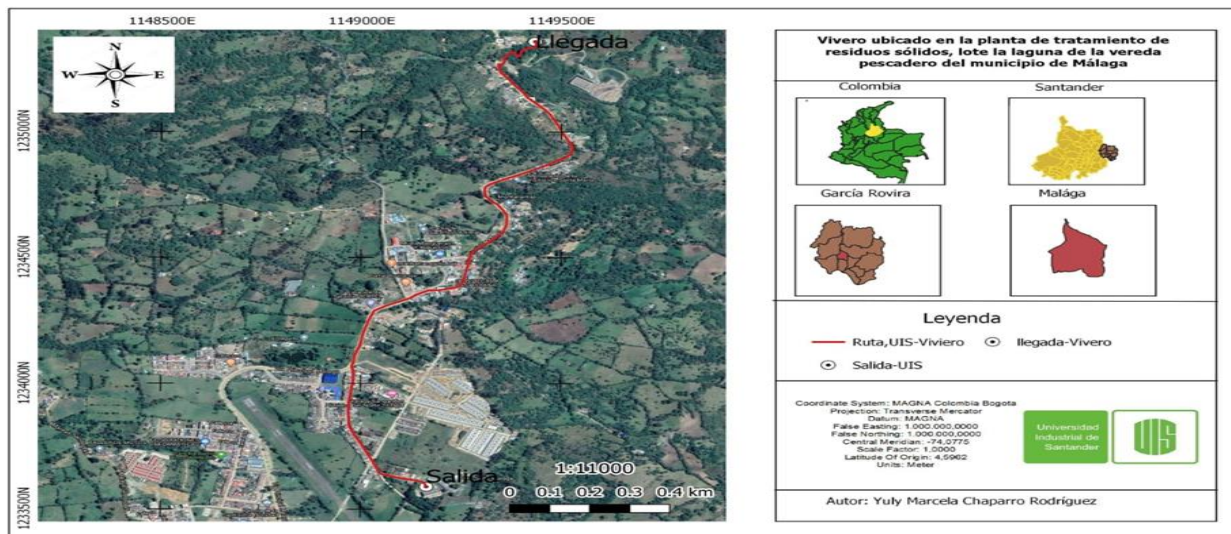 1148500E
1149000E
1149500E
1235000N
1234500N
1234000N
1233500N
N
W
E
S
Llegada
Salida
1:11000
0 0.1 0.2 0.3 0.4 km
Vivero ubicado en la planta de tratamiento de
residuos sólidos, lote la laguna de la vereda
pescadero del municipio de Málaga
Colombia
Santander
García Rovira
Malága
Leyenda
Ruta,UIS-Viviero
llegada-Vivero
Salida-UIS
Coordinate System: MAGNA Colombia Bogota
Projection: Transverse Mercator
Datum: MAGNA
False Easting: 1.000.000,0000
False Northing: 1.000.000,0000
Central Meridian: -74,0775
Scale Factor: 1,0000
Latitude Of Origin: 4,5962
Units: Meter
Universidad
Industrial de
Santander
UIS
Autor: Yuly Marcela Chaparro Rodríguez